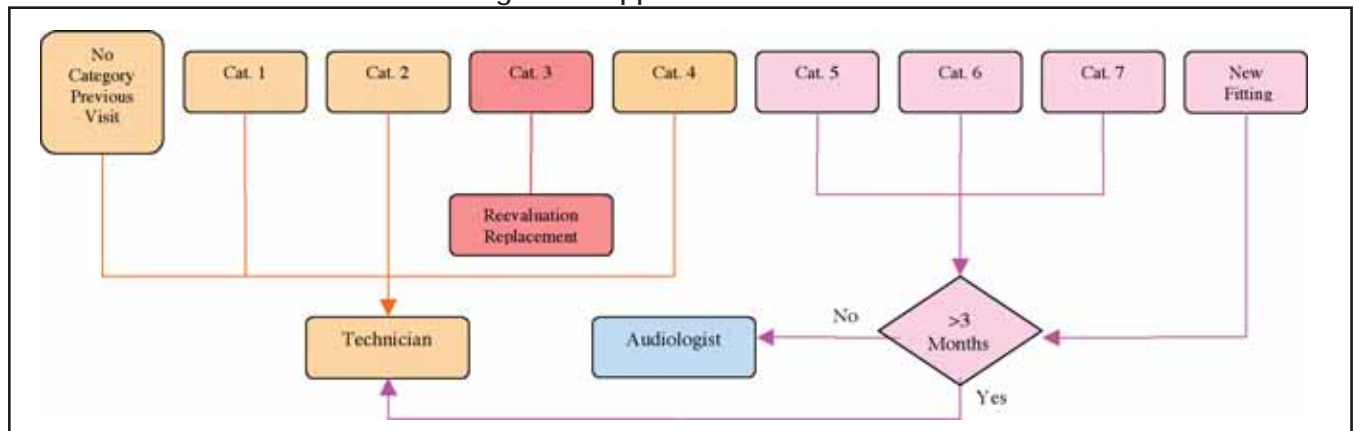 No
Category
Previous
Visit
Cat. 1
Cat. 2
Cat. 3
Cat. 4
Cat. 5
Cat. 6
Cat. 7
New
Fitting
Reevaluation
Replacement
Technician
Audiologist
No
>3
Months
Yes